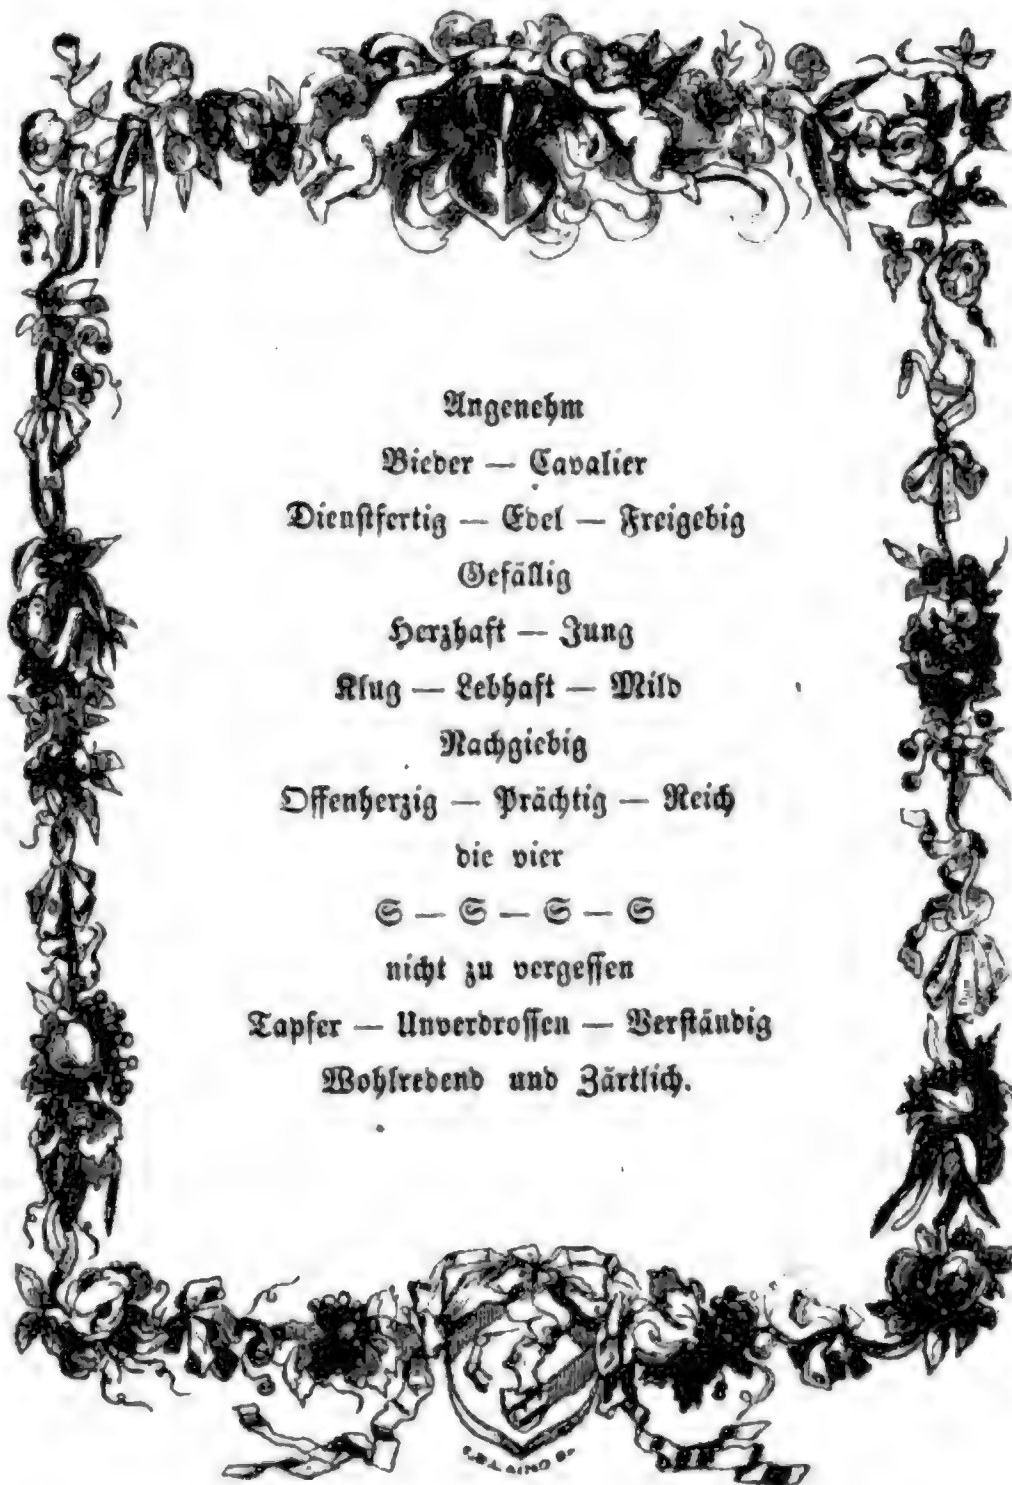 Angenehm
Bieder — Cavalier
Dienstfertig — Edel — Freigebig
Gefällig
Herzhaft — Jung
Klug — Lebhaft — Mild
Nachgiebig
Offenherzig — Prächtig — Reich
die vier
S — S — S — S
nicht zu vergessen
Tapfer — Unverdrossen — Verständig
Wohlredend und Zärtlich.